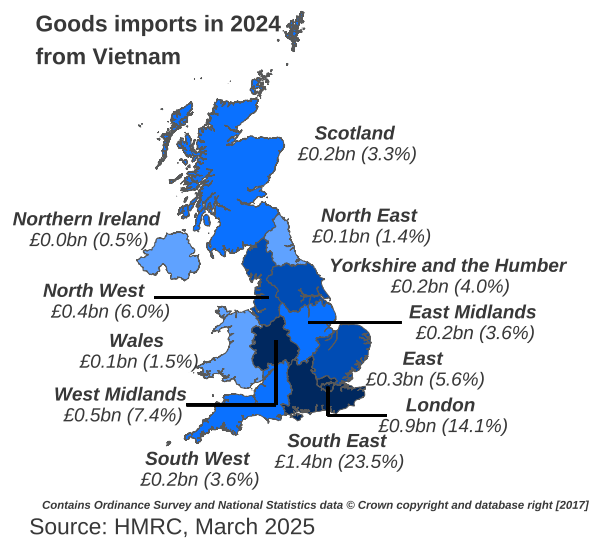 Goods imports in 2024
from Vietnam
Scotland
£0.2bn (3.3%)
Northern Ireland
£0.0bn (0.5%)
North East
£0.1bn (1.4%)
Yorkshire and the Humber
£0.2bn (4.0%)
North West
£0.4bn (6.0%)
East Midlands
£0.2bn (3.6%)
Wales
£0.1bn (1.5%)
East
£0.3bn (5.6%)
West Midlands
£0.5bn (7.4%)
London
£0.9bn (14.1%)
South East
£1.4bn (23.5%)
South West
£0.2bn (3.6%)
Contains Ordinance Survey and National Statistics data © Crown copyright and database right [2017]
Source: HMRC, March 2025